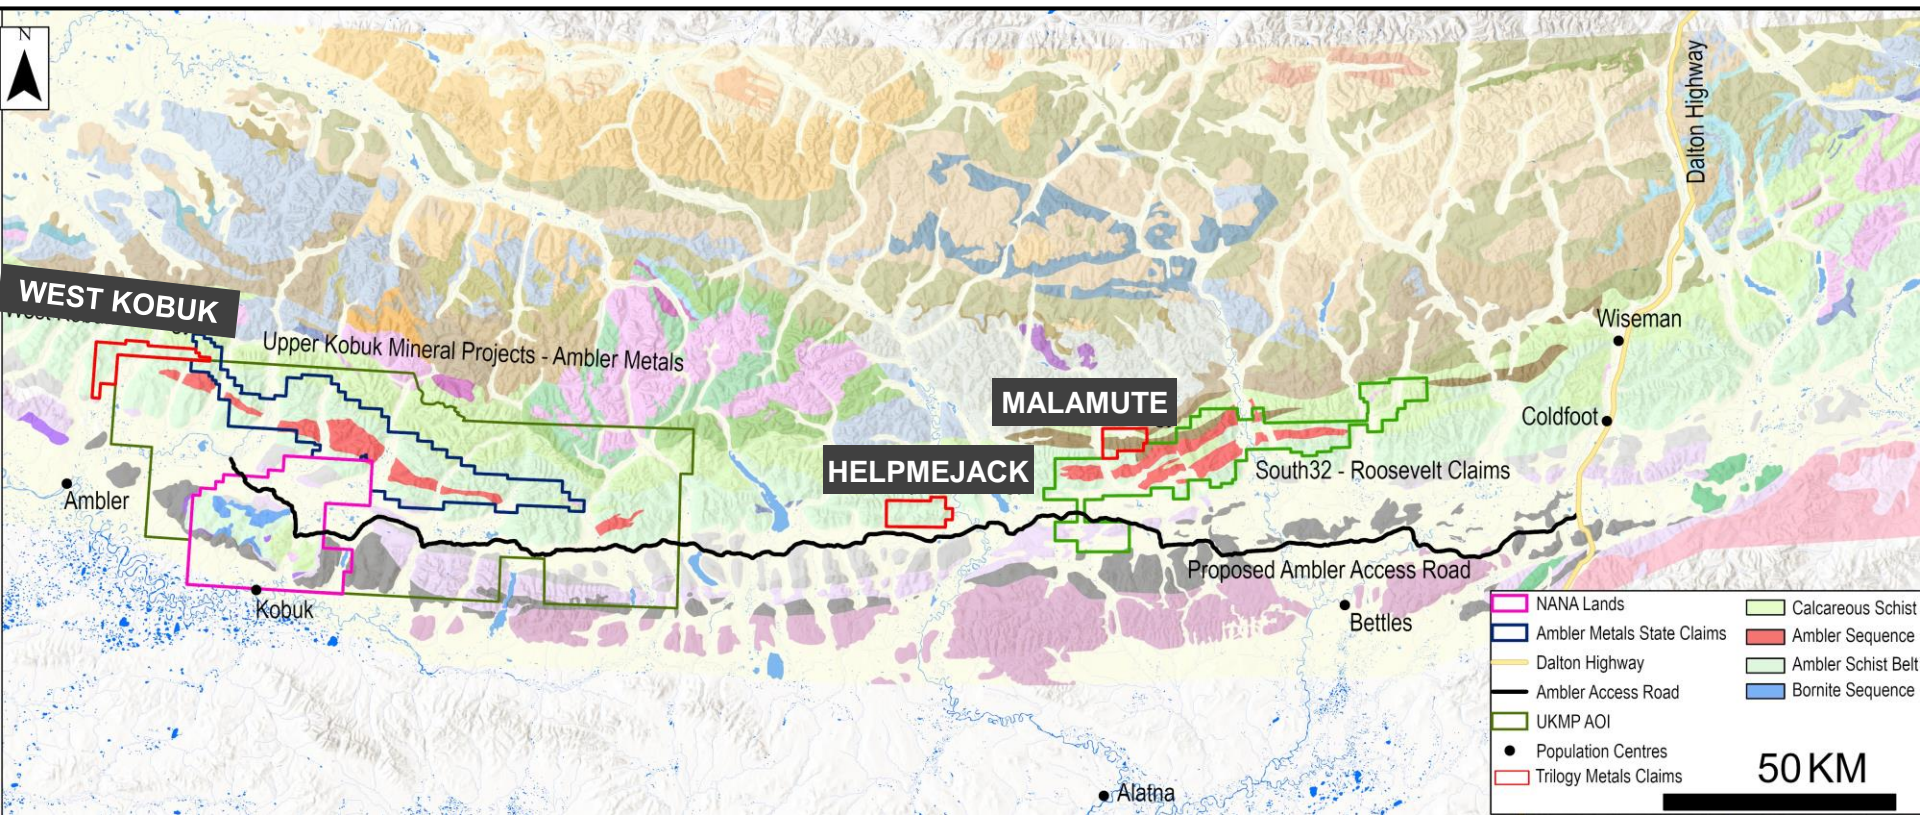 N
Dalton Highway
WEST KOBUK
Upper Kobuk Mineral Projects - Ambler Metals
Wiseman
MALAMUTE
Coldfoot
HELPMEJACK
South32 - Roosevelt Claims
Ambler
Proposed Ambler Access Road
Kobuk
Bettles
Alatna
NANA Lands
Ambler Metals State Claims
Dalton Highway
Ambler Access Road
UKMP AOI
Population Centres
Trilogy Metals Claims
Calcareous Schist
Ambler Sequence
Ambler Schist Belt
Bornite Sequence
50 KM